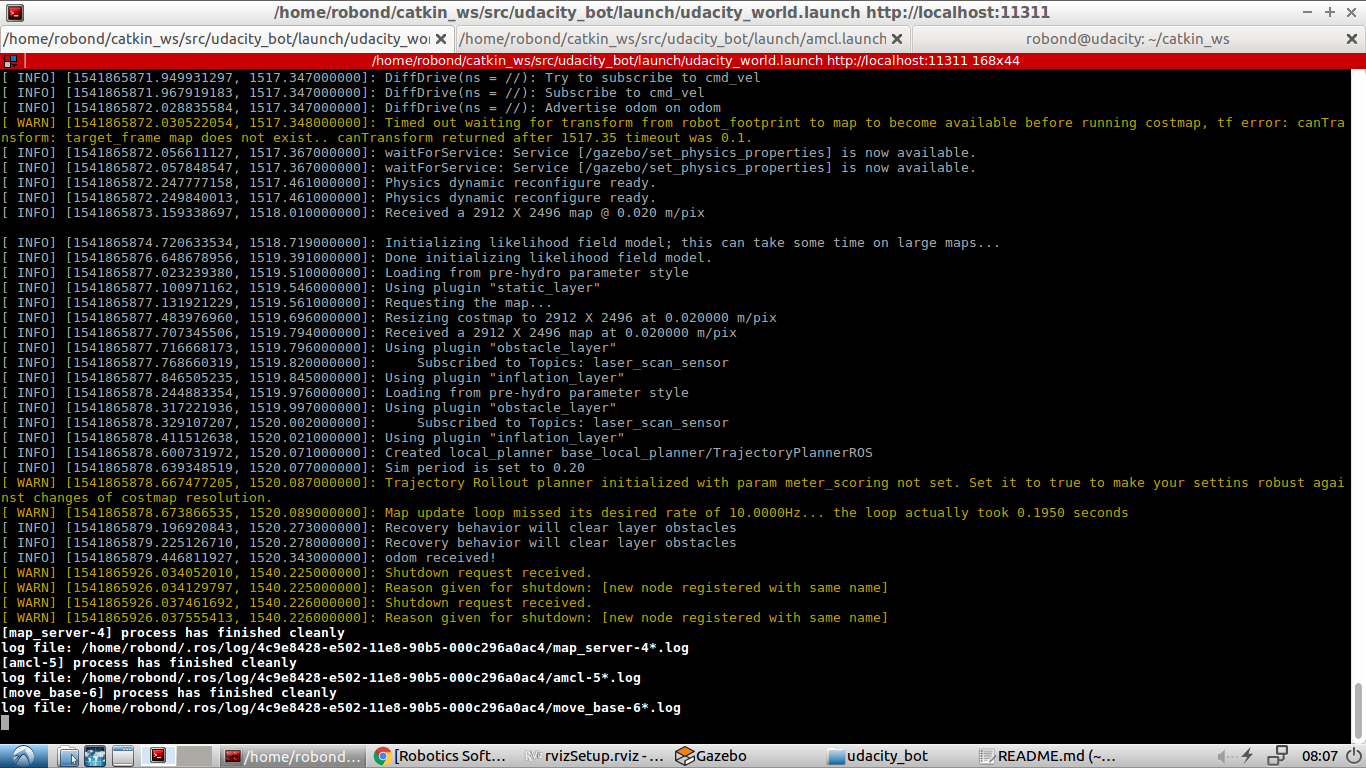 /home/robond/catkin_ws/src/udacity_bot/launch/udacity_world.launch http://localhost:11311
/home/robond/catkin_ws/src/udacity_bot/launch/udacity_wo
/home/robond/catkin_ws/src/udacity_bot/launch/amcl.launch
robond@udacity: ~/catkin_ws
/home/robond/catkin_ws/src/udacity_bot/launch/udacity_world.launch http://localhost:11311 168x44
[ INFO] [1541865871.949931297, 1517.347000000]: DiffDrive(ns = //): Try to subscribe to cmd_vel
[ INFO] [1541865871.967919183, 1517.347000000]: DiffDrive(ns = //): Subscribe to cmd_vel
[ INFO] [1541865872.028835584, 1517.347000000]: DiffDrive(ns = //): Advertise odom on odom
[ WARN] [1541865872.030522054, 1517.348000000]: Timed out waiting for transform from robot_footprint to map to become available before running costmap, tf error: canTra
nsform: target_frame map does not exist.. canTransform returned after 1517.35 timeout was 0.1.
[ INFO] [1541865872.056611127, 1517.367000000]: waitForService: Service [/gazebo/set_physics_properties] is now available.
[ INFO] [1541865872.057848547, 1517.367000000]: waitForService: Service [/gazebo/set_physics_properties] is now available.
[ INFO] [1541865872.247777158, 1517.461000000]: Physics dynamic reconfigure ready.
[ INFO] [1541865872.249840013, 1517.461000000]: Physics dynamic reconfigure ready.
[ INFO] [1541865873.159338697, 1518.010000000]: Received a 2912 X 2496 map @ 0.020 m/pix
[ INFO] [1541865874.720633534, 1518.719000000]: Initializing likelihood field model; this can take some time on large maps...
[ INFO] [1541865876.648678956, 1519.391000000]: Done initializing likelihood field model.
[ INFO] [1541865877.023239380, 1519.510000000]: Loading from pre-hydro parameter style
[ INFO] [1541865877.100971162, 1519.546000000]: Using plugin "static_layer"
[ INFO] [1541865877.131921229, 1519.561000000]: Requesting the map...
[ INFO] [1541865877.483976960, 1519.696000000]: Resizing costmap to 2912 X 2496 at 0.020000 m/pix
[ INFO] [1541865877.707345506, 1519.794000000]: Received a 2912 X 2496 map at 0.020000 m/pix
[ INFO] [1541865877.716668173, 1519.796000000]: Using plugin "obstacle_layer"
[ INFO] [1541865877.768660319, 1519.820000000]:     Subscribed to Topics: laser_scan_sensor
[ INFO] [1541865877.846505235, 1519.845000000]: Using plugin "inflation_layer"
[ INFO] [1541865878.244883354, 1519.976000000]: Loading from pre-hydro parameter style
[ INFO] [1541865878.317221936, 1519.997000000]: Using plugin "obstacle_layer"
[ INFO] [1541865878.329107207, 1520.002000000]:     Subscribed to Topics: laser_scan_sensor
[ INFO] [1541865878.411512638, 1520.021000000]: Using plugin "inflation_layer"
[ INFO] [1541865878.600731972, 1520.071000000]: Created local_planner base_local_planner/TrajectoryPlannerROS
[ INFO] [1541865878.639348519, 1520.077000000]: Sim period is set to 0.20
[ WARN] [1541865878.667477205, 1520.087000000]: Trajectory Rollout planner initialized with param meter_scoring not set. Set it to true to make your settins robust agai
nst changes of costmap resolution.
[ WARN] [1541865878.673866535, 1520.089000000]: Map update loop missed its desired rate of 10.0000Hz... the loop actually took 0.1950 seconds
[ INFO] [1541865879.196920843, 1520.273000000]: Recovery behavior will clear layer obstacles
[ INFO] [1541865879.225126710, 1520.278000000]: Recovery behavior will clear layer obstacles
[ INFO] [1541865879.446811927, 1520.343000000]: odom received!
[ WARN] [1541865926.034052010, 1540.225000000]: Shutdown request received.
[ WARN] [1541865926.034129797, 1540.225000000]: Reason given for shutdown: [new node registered with same name]
[ WARN] [1541865926.037461692, 1540.226000000]: Shutdown request received.
[ WARN] [1541865926.037555413, 1540.226000000]: Reason given for shutdown: [new node registered with same name]
[map_server-4] process has finished cleanly
log file: /home/robond/.ros/log/4c9e8428-e502-11e8-90b5-000c296a0ac4/map_server-4*.log
[amcl-5] process has finished cleanly
log file: /home/robond/.ros/log/4c9e8428-e502-11e8-90b5-000c296a0ac4/amcl-5*.log
[move_base-6] process has finished cleanly
log file: /home/robond/.ros/log/4c9e8428-e502-11e8-90b5-000c296a0ac4/move_base-6*.log
/home/robond...
[Robotics Soft...
rvizSetup.rviz - ...
Gazebo
udacity_bot
README.md (~...
08:07